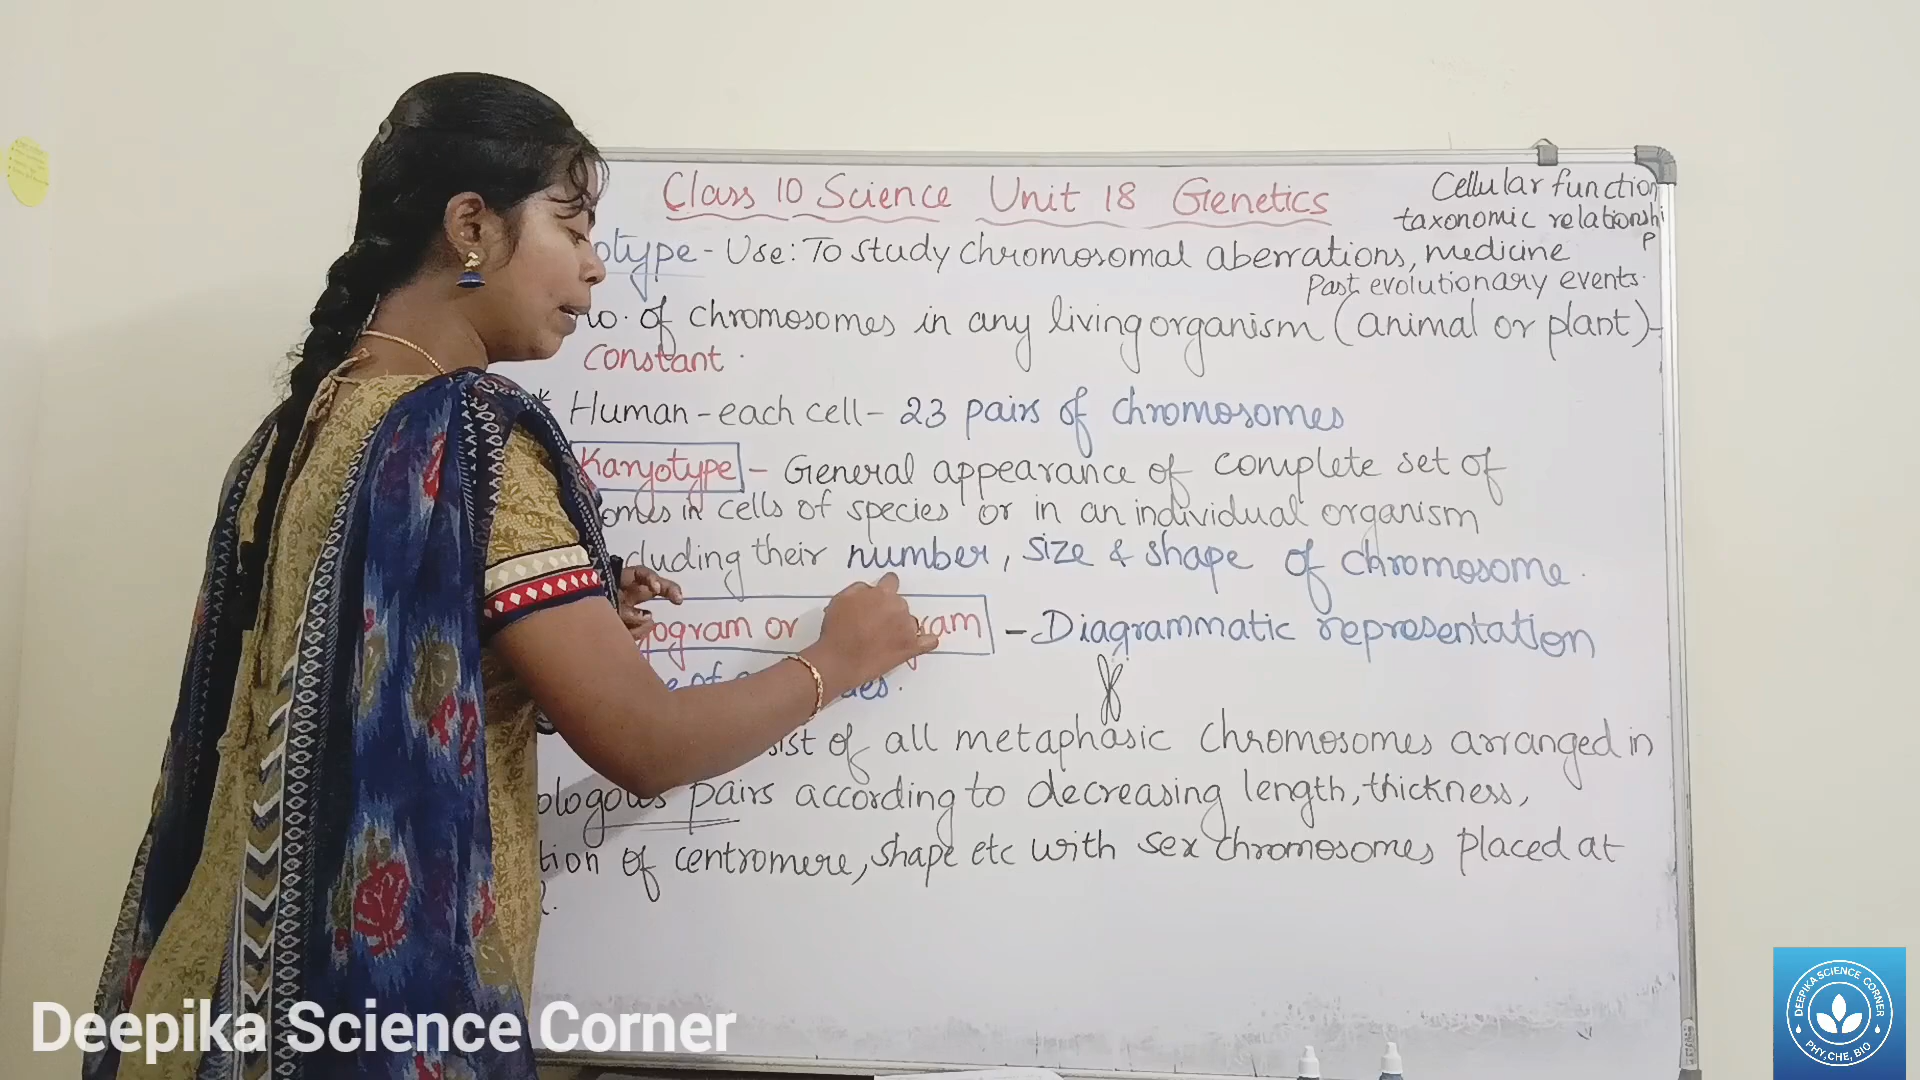 Class 10 Science Unit 18 Genetics
Cellular function
taxonomic relationshi
p
otype - Use: To study chromosomal aberrations, medicine
Past evolutionary events.
no. of chromosomes in any living organism (animal or plant)-
constant.
* Human - each cell - 23 pairs of chromosomes
Karyotype - General appearance of complete set of
omes in cells of species or in an individual organism
cluding their number, size & shape of chromosome.
ogram or ram - Diagrammatic representation
e of
sist of all metaphasic chromosomes arranged in
ologous pairs according to decreasing length, thickness,
tion of centromere, shape etc with sex chromosomes placed at
Deepika Science Corner
DEEPIKA SCIENCE CORNER
PHY, CHE, BIO